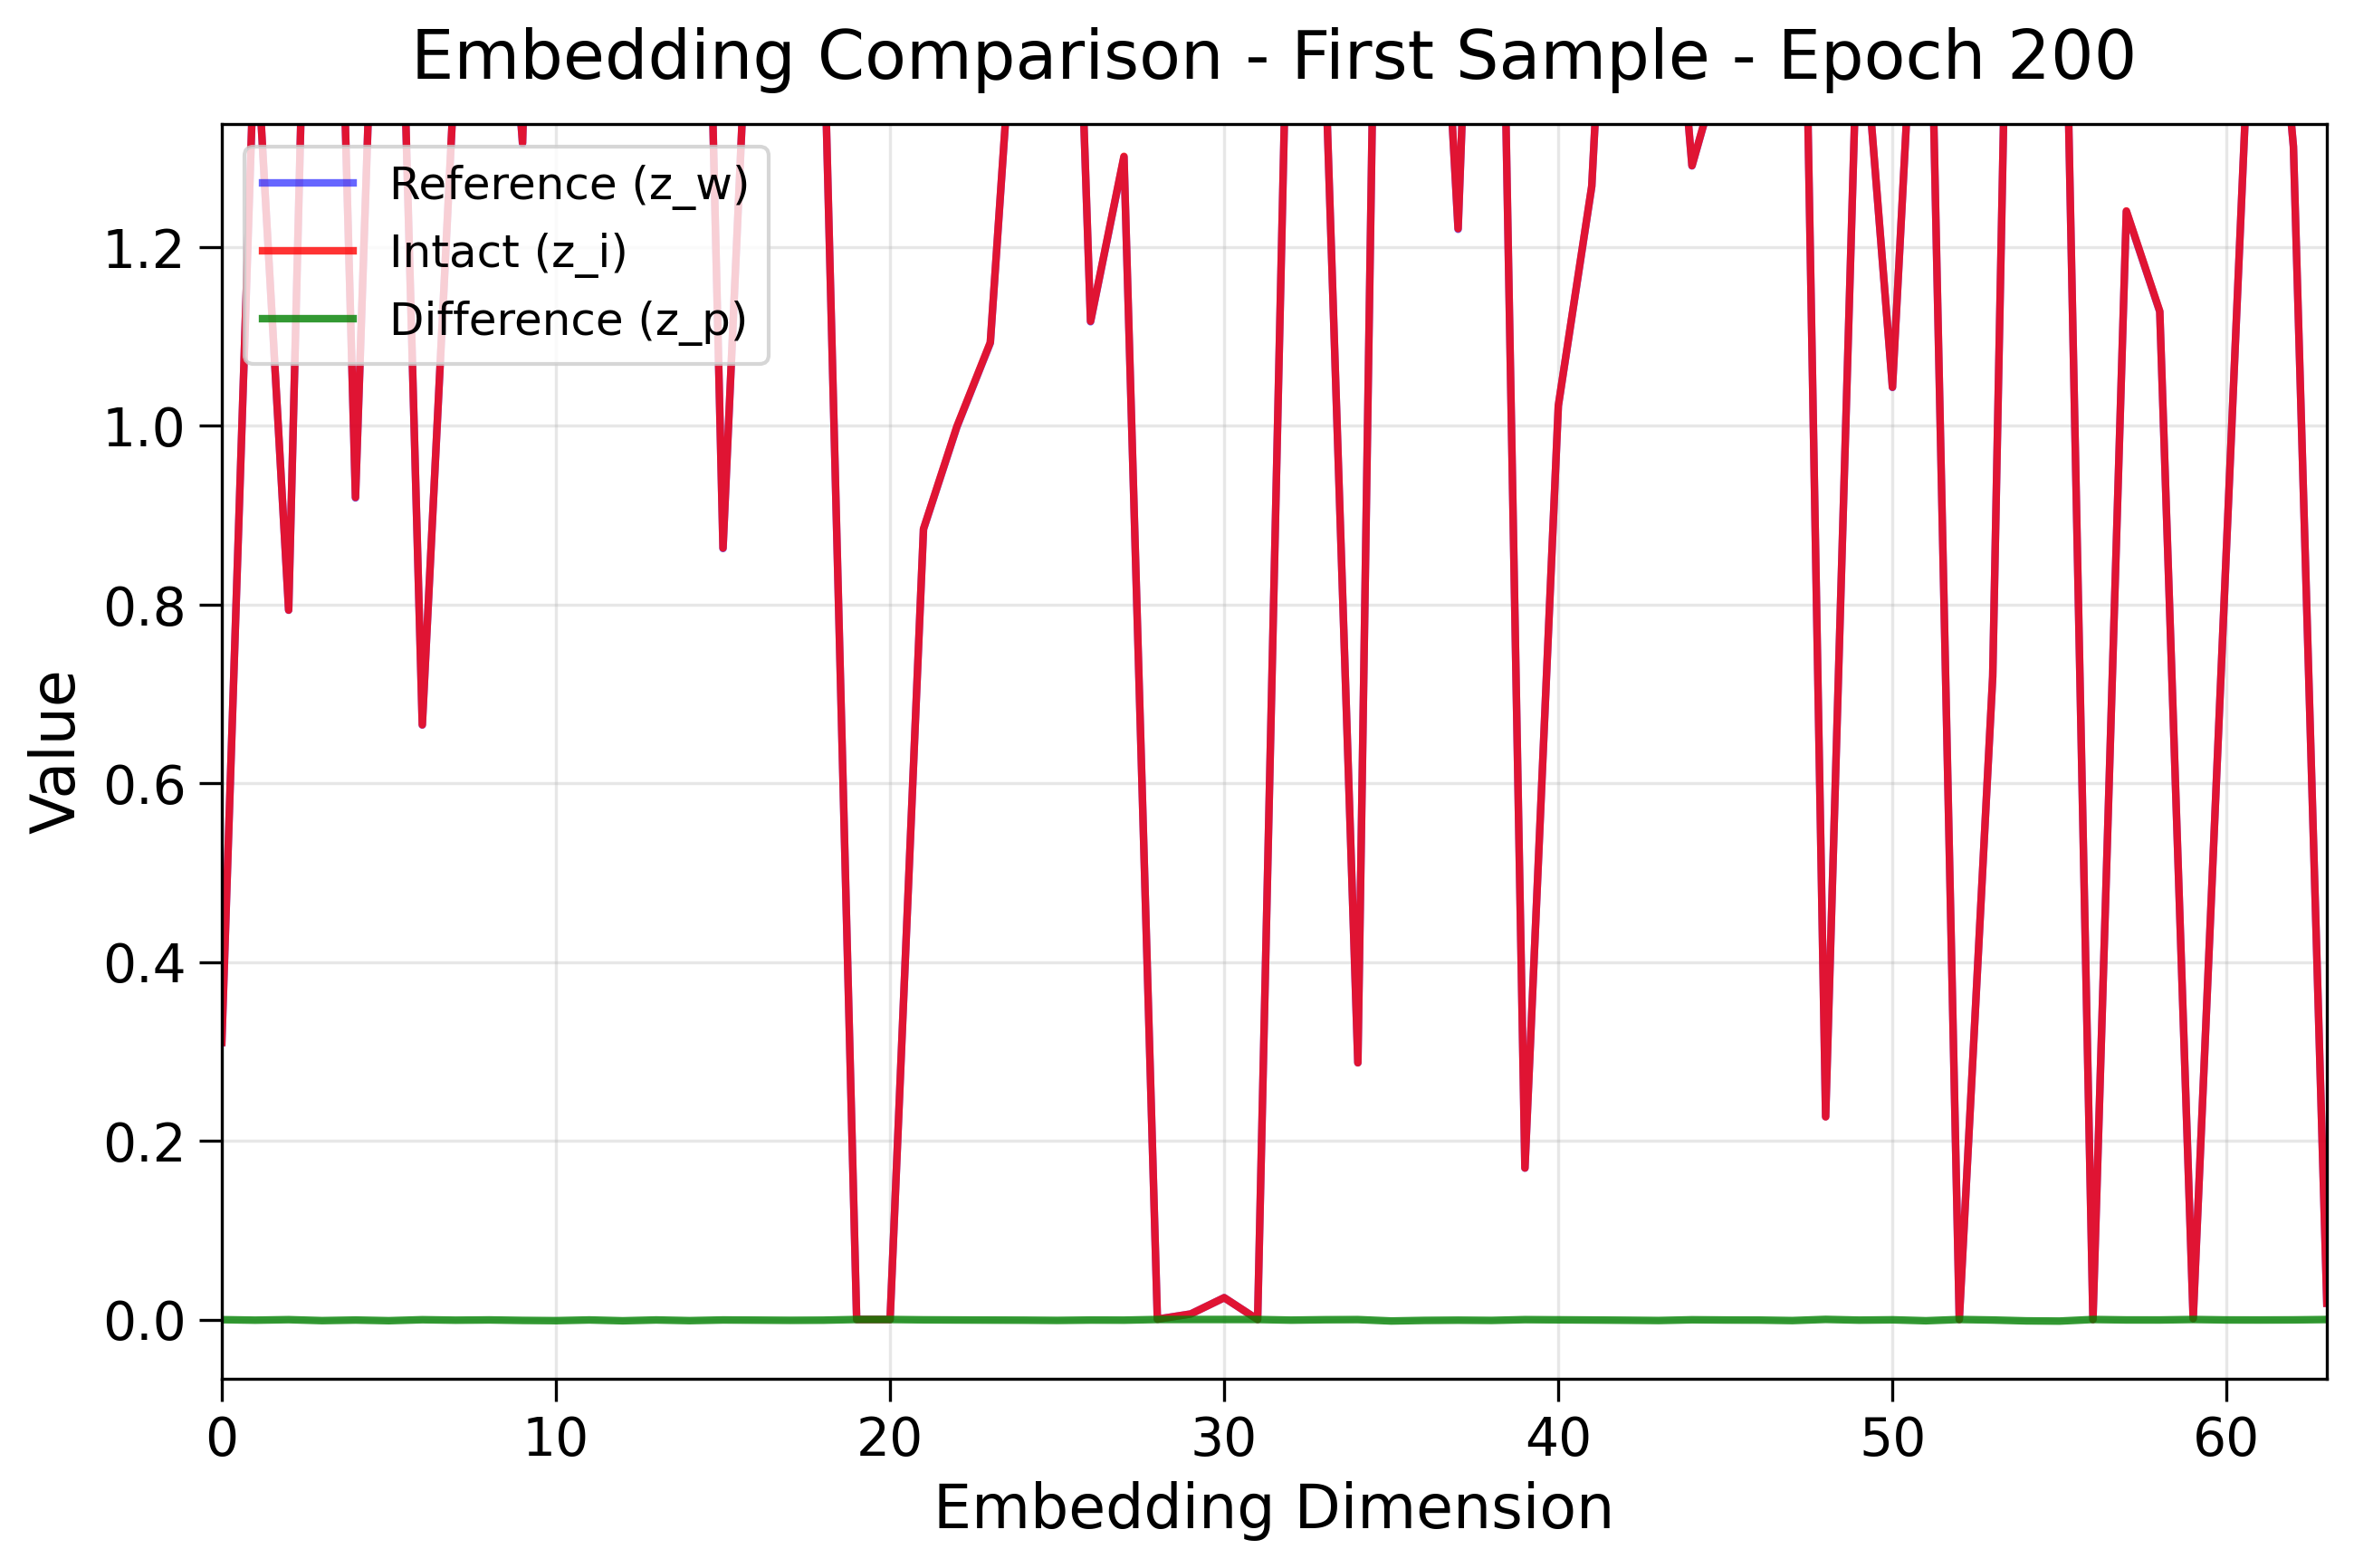 Embedding Comparison - First Sample - Epoch 200
Reference (z_w)
Intact (z_i)
Difference (z_p)
1.2
1.0
0.8
0.6
0.4
0.2
0.0
Value
0 10 20 30 40 50 60
Embedding Dimension